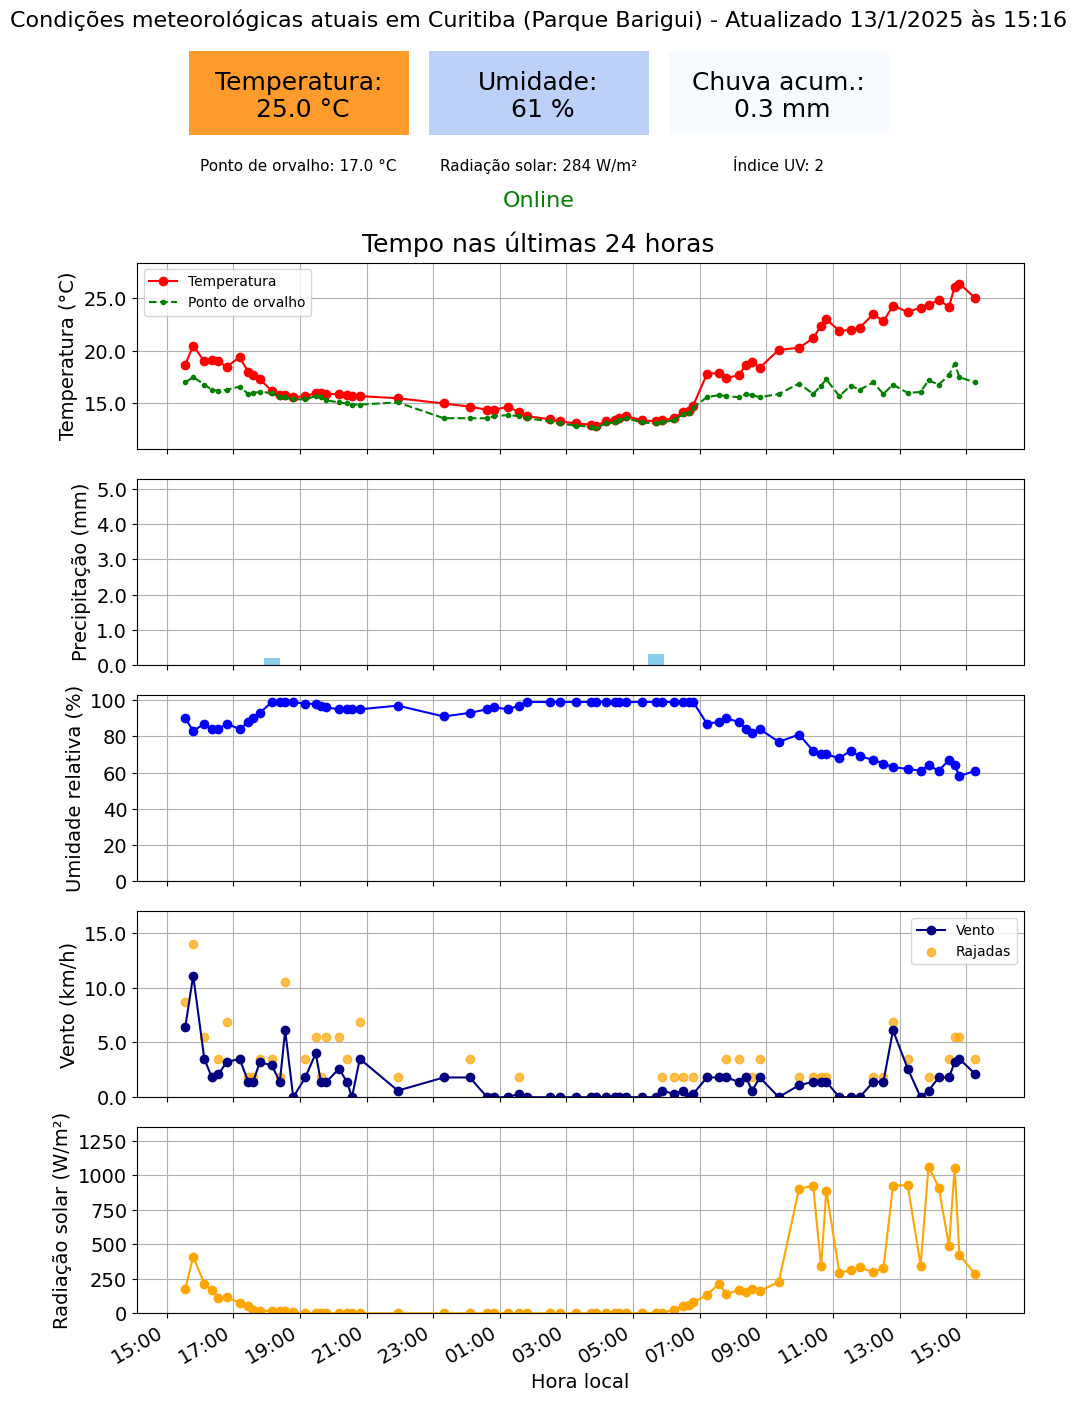 Condições meteorológicas atuais em Curitiba (Parque Barigui) - Atualizado 13/1/2025 às 15:16
Temperatura:
25.0 °C
Umidade:
61 %
Chuva acum.:
0.3 mm
Ponto de orvalho: 17.0 °C
Radiação solar: 284 W/m²
Índice UV: 2
Online
Tempo nas últimas 24 horas
Temperatura (°C)
25.0
20.0
15.0
Temperatura
Ponto de orvalho
Precipitação (mm)
5.0
4.0
3.0
2.0
1.0
0.0
Umidade relativa (%)
100
80
60
40
20
0
Vento (km/h)
15.0
10.0
5.0
0.0
Vento
Rajadas
Radiação solar (W/m²)
1250
1000
750
500
250
0
15:00
17:00
19:00
21:00
23:00
01:00
03:00
05:00
07:00
09:00
11:00
13:00
15:00
Hora local